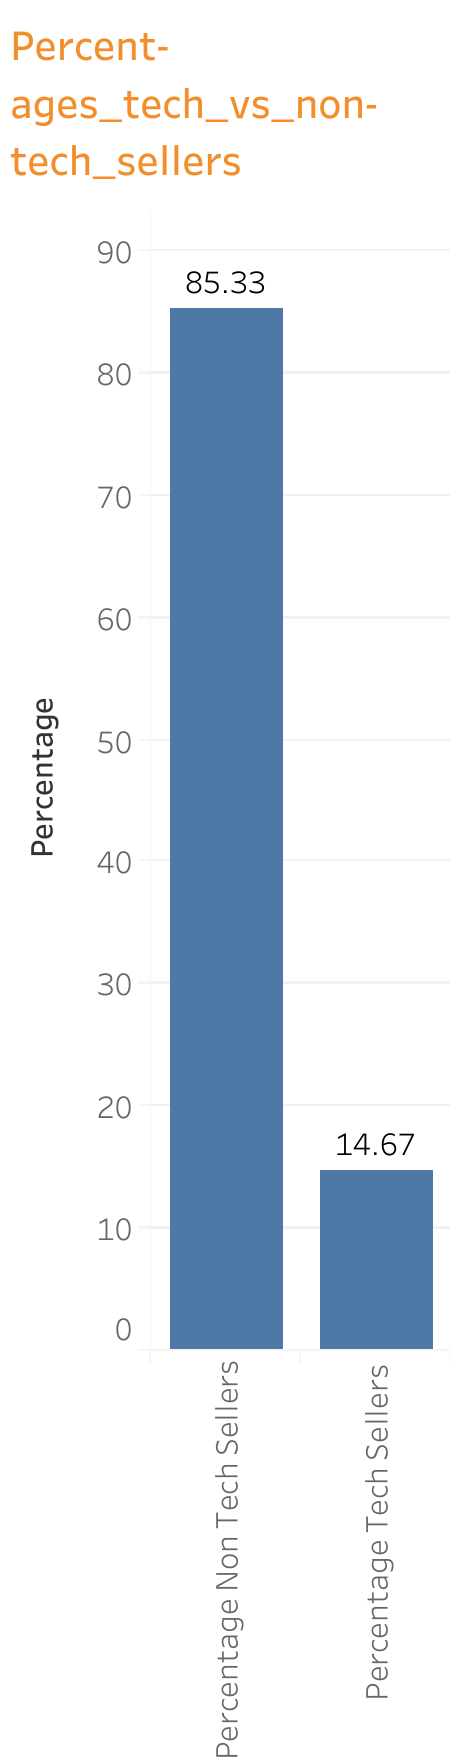 Percent-
ages_tech_vs_non-
tech_sellers
90
85.33
80
70
60
50
Percentage
40
30
20
14.67
10
0
Percentage Non Tech Sellers
Percentage Tech Sellers